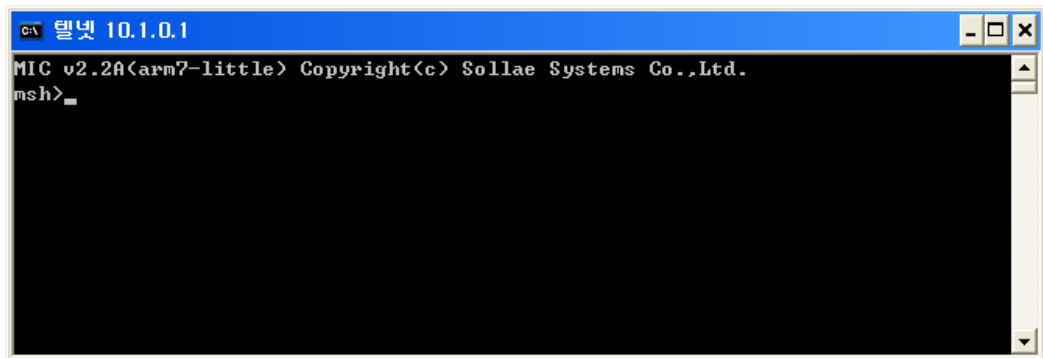 텔넷 10.1.0.1
MIC v2.2A(arm7-little) Copyright(c) Sollae Systems Co.,Ltd.
msh>